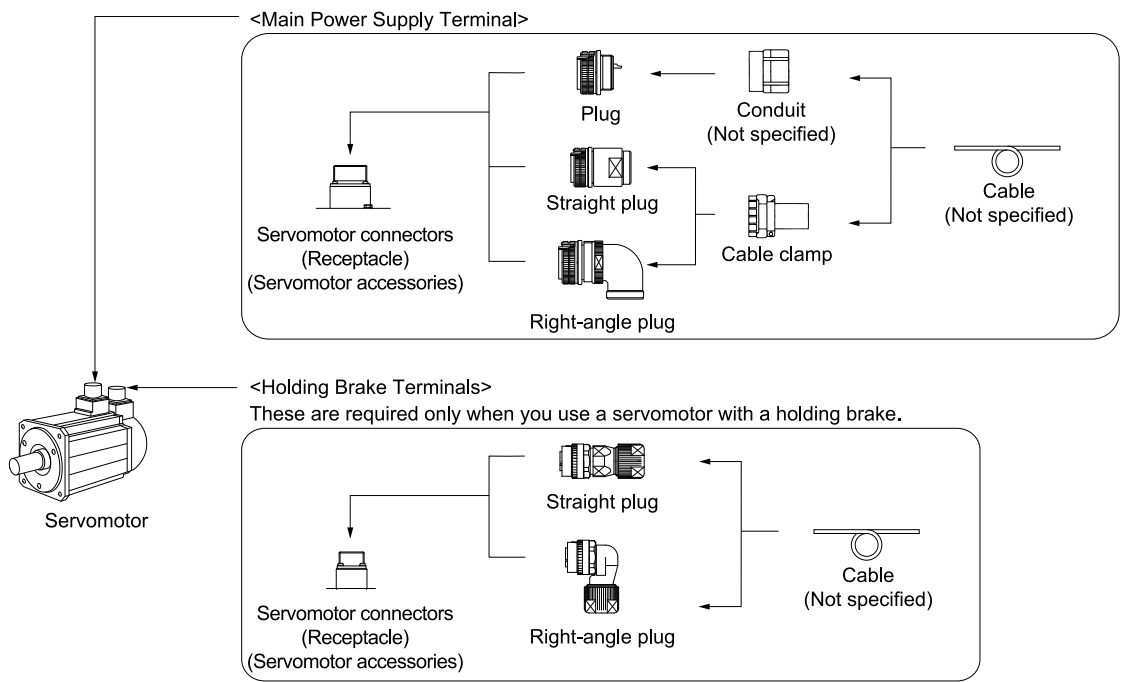 <Main Power Supply Terminal>
Plug
Conduit
(Not specified)
Straight plug
Cable clamp
Cable
(Not specified)
Servomotor connectors
(Receptacle)
(Servomotor accessories)
Right-angle plug
<Holding Brake Terminals>
These are required only when you use a servomotor with a holding brake.
Servomotor
Straight plug
Cable
(Not specified)
Servomotor connectors
(Receptacle)
(Servomotor accessories)
Right-angle plug